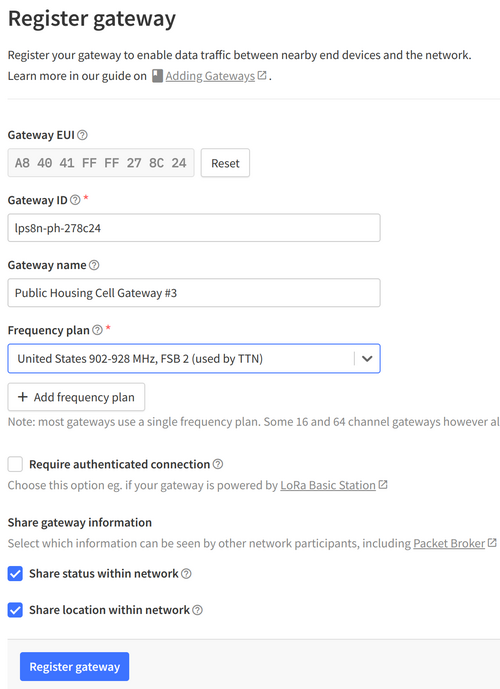 Register gateway
Register your gateway to enable data traffic between nearby end devices and the network.
Learn more in our guide on Adding Gateways .
Gateway EUI
A8 40 41 FF FF 27 8C 24 Reset
Gateway ID *
lps8n-ph-278c24
Gateway name
Public Housing Cell Gateway #3
Frequency plan *
United States 902-928 MHz, FSB 2 (used by TTN)
+ Add frequency plan
Note: most gateways use a single frequency plan. Some 16 and 64 channel gateways however al
Require authenticated connection
Choose this option eg. if your gateway is powered by LoRa Basic Station
Share gateway information
Select which information can be seen by other network participants, including Packet Broker
Share status within network
Share location within network
Register gateway